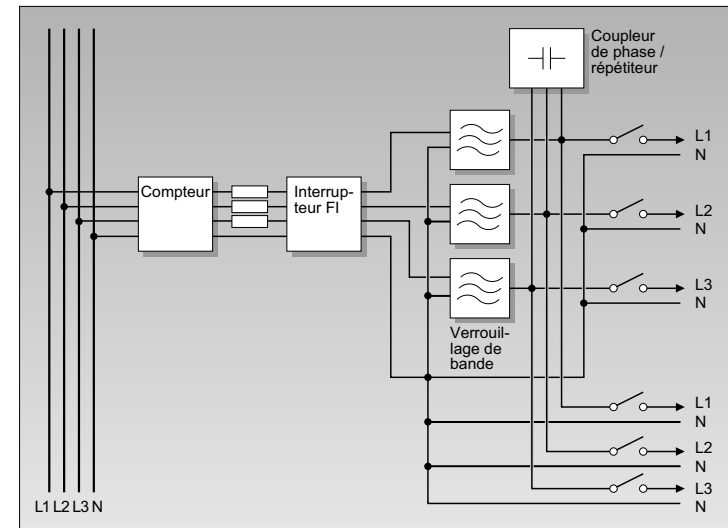 Coupleur
de phase /
répétiteur
L1
N
Compteur
Interrup-
teur FI
L2
N
L3
N
Verrouil-
lage de
bande
L1
N
L2
N
L3
N
L1 L2 L3 N